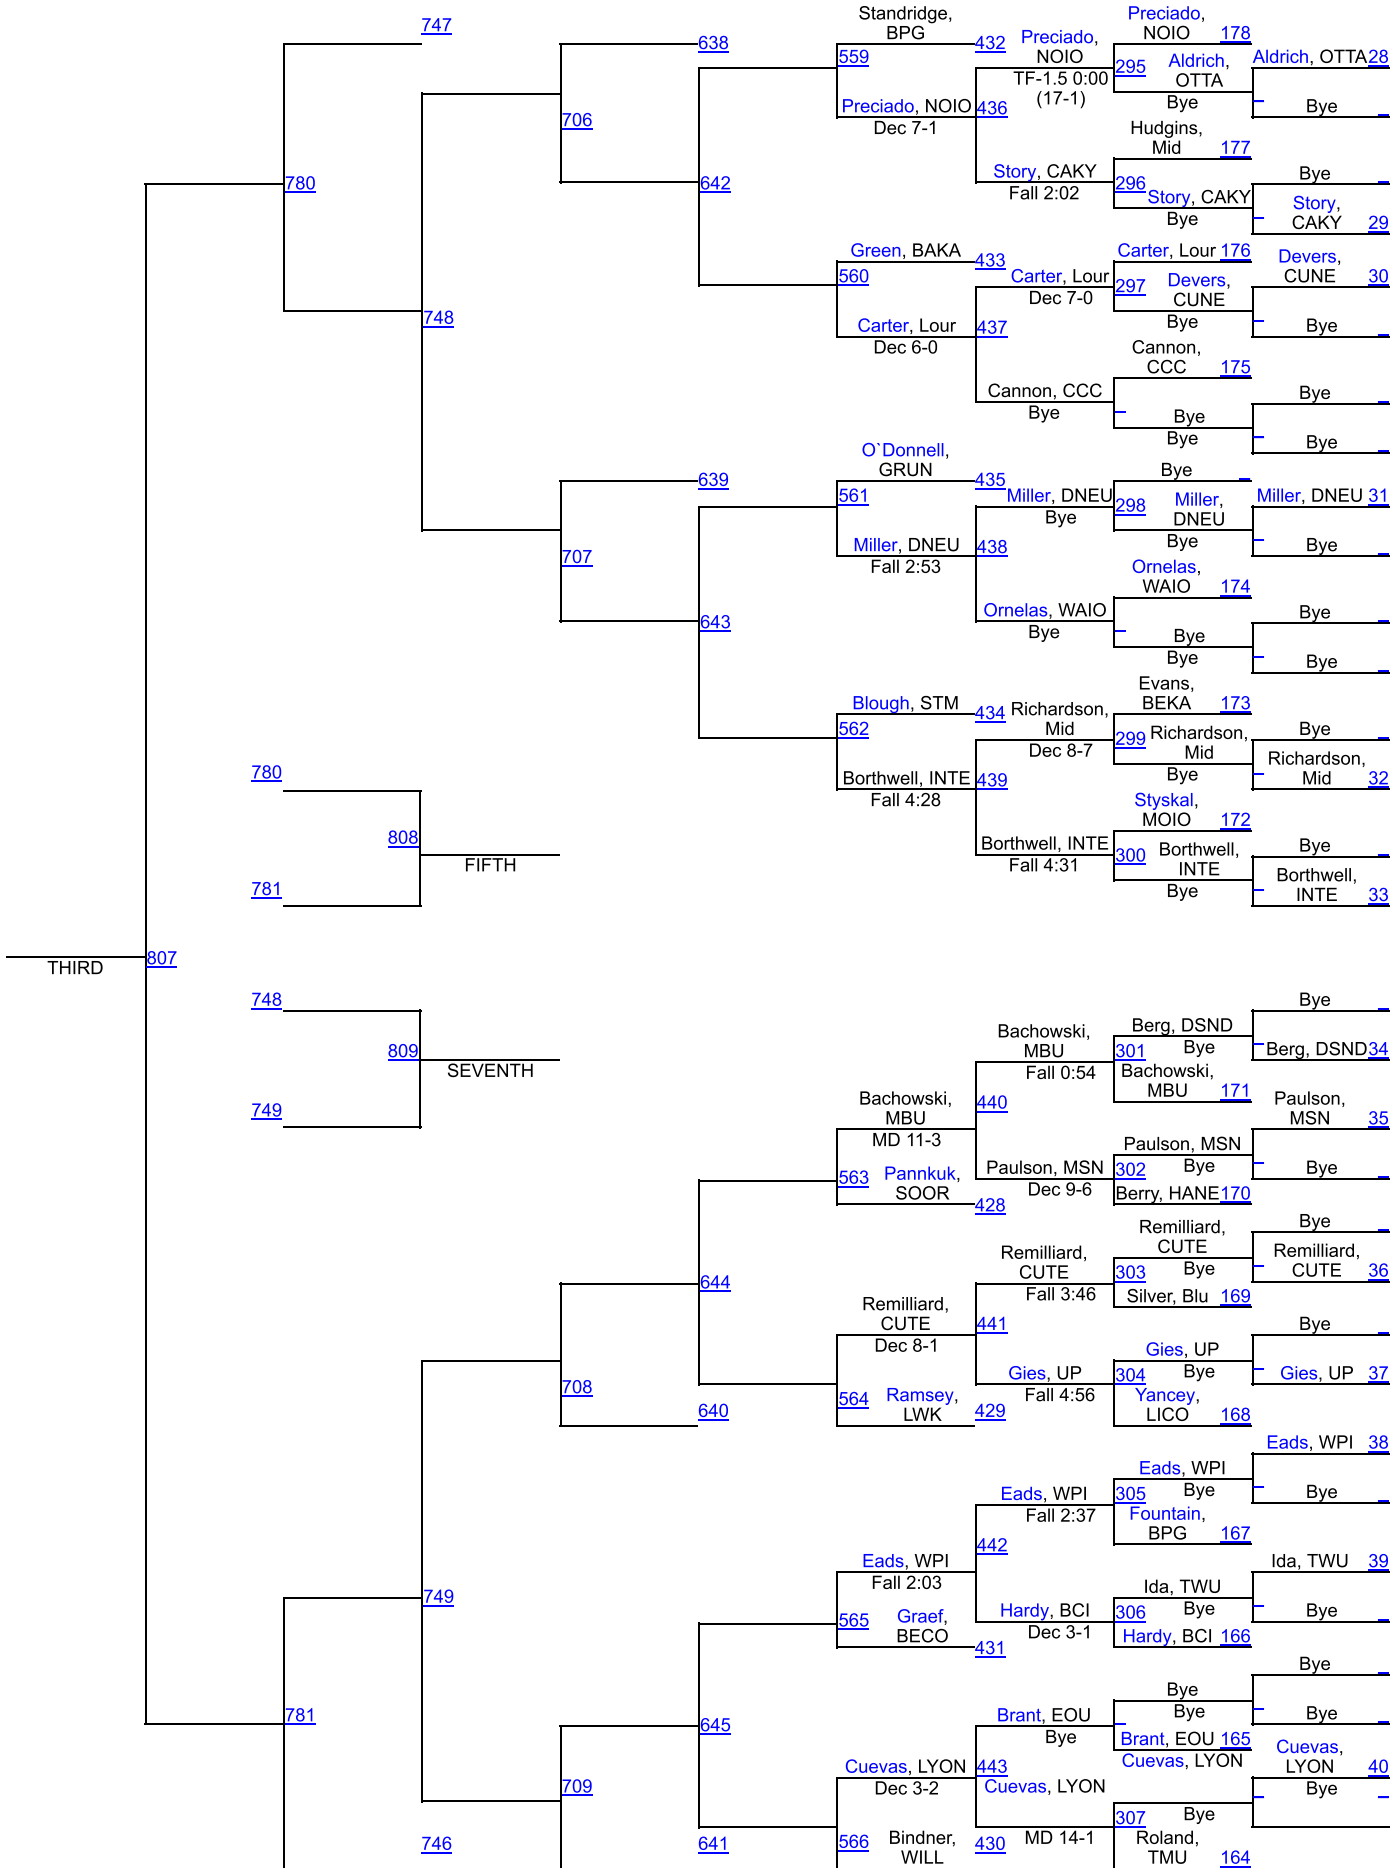 747
638
Standridge,
BPG
432
559
Preciado,
NOIO
TF-1.5 0:00
(17-1)
Preciado,
NOIO
178
295
Aldrich,
OTTA
Bye
Aldrich, OTTA 28
Bye
706
Preciado, NOIO
Dec 7-1
436
Hudgins,
Mid
177
780
642
Story, CAKY
Fall 2:02
296
Story, CAKY
Bye
Bye
Story,
CAKY
29
Green, BAKA
433
560
Carter, Lour
Dec 7-0
Carter, Lour 176
297
Devers,
CUNE
Bye
Devers,
CUNE
30
Bye
748
Carter, Lour
Dec 6-0
437
Cannon,
CCC
175
Cannon, CCC
Bye
Bye
Bye
Bye
Bye
639
O`Donnell,
GRUN
435
561
Miller, DNEU
Bye
Bye
298
Miller,
DNEU
Bye
Miller, DNEU 31
Bye
707
Miller, DNEU
Fall 2:53
438
Ornelas,
WAIO
174
643
Ornelas, WAIO
Bye
Bye
Bye
Bye
Bye
Blough, STM
434
562
Richardson,
Mid
Dec 8-7
Evans,
BEKA
173
299
Richardson,
Mid
Bye
Bye
Richardson,
Mid
32
780
Borthwell, INTE
Fall 4:28
439
Styskal,
MOIO
172
808
FIFTH
Borthwell, INTE
Fall 4:31
300
Borthwell,
INTE
Bye
Bye
Borthwell,
INTE
33
781
THIRD
807
748
809
SEVENTH
749
Bachowski,
MBU
Fall 0:54
Berg, DSND
301
Bye
Bachowski,
MBU
171
Bye
Berg, DSND 34
Bachowski,
MBU
MD 11-3
440
Paulson,
MSN
35
563
Pannkuk,
SOOR
428
Paulson, MSN
Dec 9-6
Paulson, MSN
302
Bye
Berry, HANE 170
Bye
644
Remilliard,
CUTE
Fall 3:46
Remilliard,
CUTE
303
Bye
Silver, Blu 169
Bye
Remilliard,
CUTE
36
Remilliard,
CUTE
Dec 8-1
441
Bye
708
640
564
Ramsey,
LWK
429
Gies, UP
Fall 4:56
Gies, UP
304
Bye
Yancey,
LICO
168
Gies, UP 37
Eads, WPI 38
Eads, WPI
Fall 2:37
Eads, WPI
305
Bye
Fountain,
BPG
167
Bye
Eads, WPI
Fall 2:03
442
Ida, TWU 39
749
565
Graef,
BECO
431
Hardy, BCI
Dec 3-1
Ida, TWU
306
Bye
Hardy, BCI 166
Bye
Bye
781
645
Brant, EOU
Bye
Bye
Bye
Brant, EOU 165
Bye
709
Cuevas, LYON
Dec 3-2
443
Cuevas, LYON
MD 14-1
Cuevas, LYON
307
Bye
Cuevas,
LYON
40
Bye
746
641
566
Bindner,
WILL
430
Roland,
TMU
164